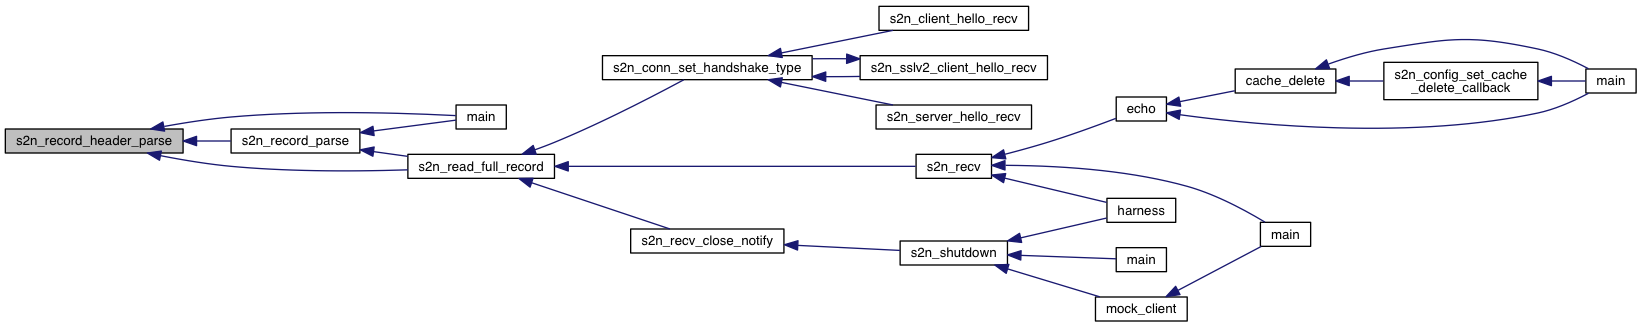 s2n_client_hello_recv
s2n_conn_set_handshake_type
s2n_sslv2_client_hello_recv
s2n_server_hello_recv
cache_delete
s2n_config_set_cache
_delete_callback
main
echo
main
s2n_record_header_parse
s2n_record_parse
s2n_read_full_record
s2n_recv
harness
main
s2n_recv_close_notify
s2n_shutdown
main
mock_client